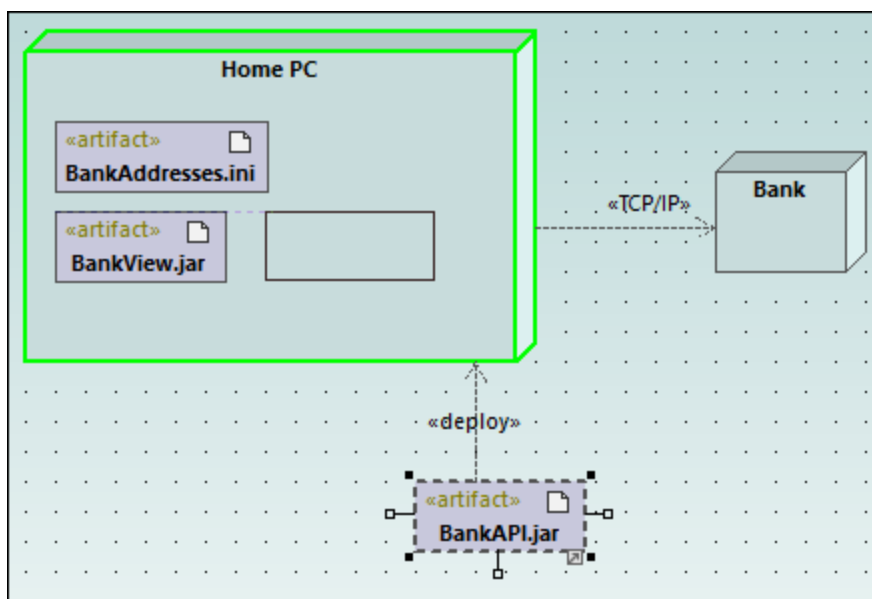 Home PC
«artifact»
BankAddresses.ini
«artifact»
BankView.jar
«TCP/IP»
Bank
«deploy»
«artifact»
BankAPI.jar